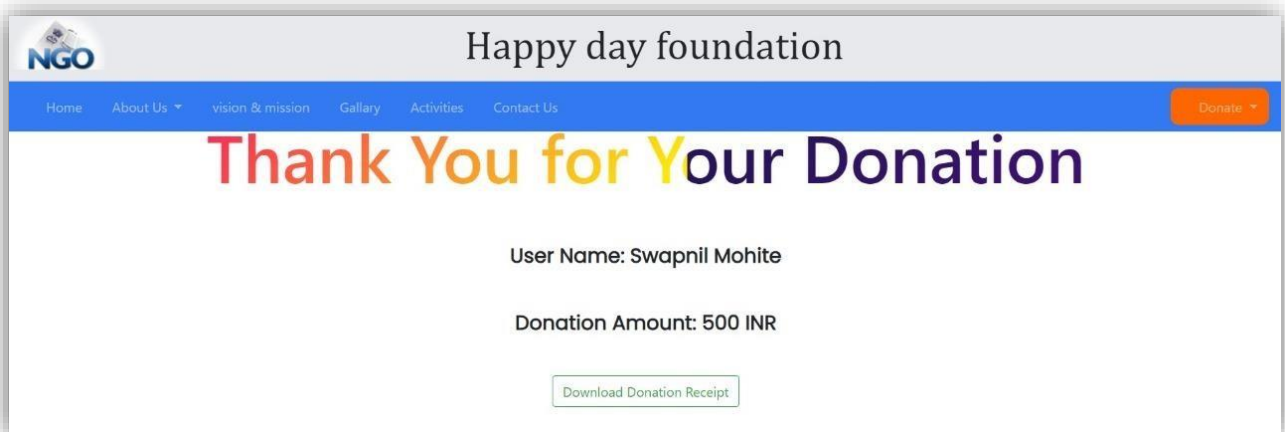 NGO
Happy day foundation
Home About Us vision & mission Gallary Activities Contact Us Donate
Thank You for Your Donation
User Name: Swapnil Mohite
Donation Amount: 500 INR
Download Donation Receipt